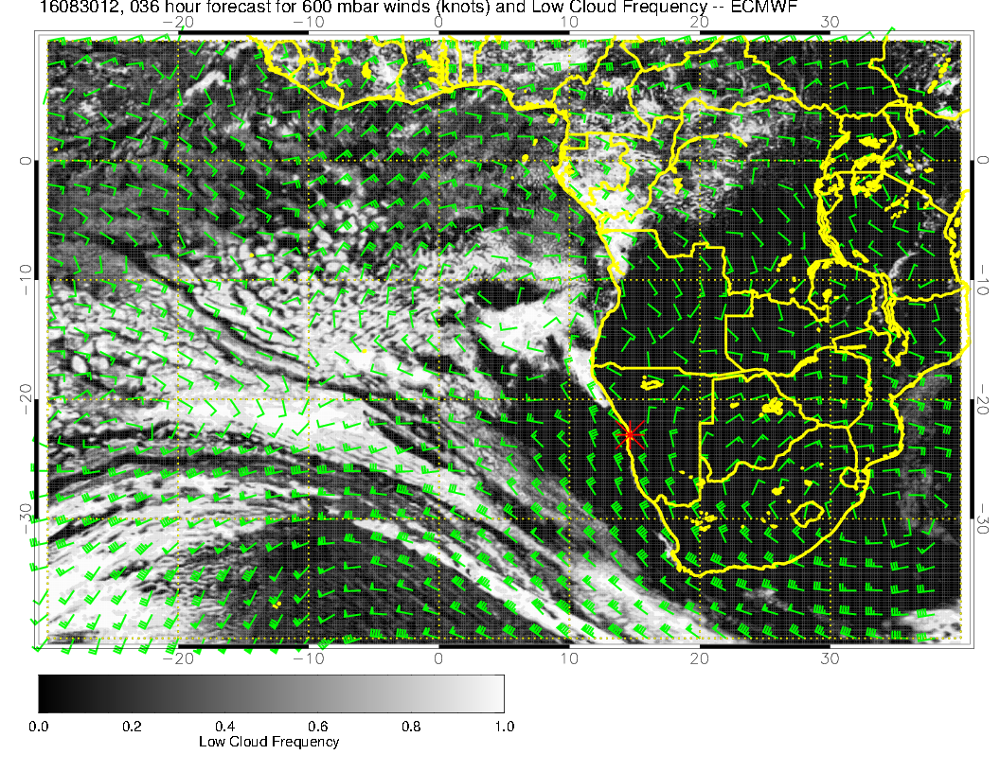 16083012, 036 hour forecast for 600 mbar winds (knots) and Low Cloud Frequency -- ECMWF
-20 -10 0 10 20 30
0 0
-10 -10
-20 -20
-30 -30
-20 -10 0 10 20 30
0.0 0.2 0.4 0.6 0.8 1.0
Low Cloud Frequency